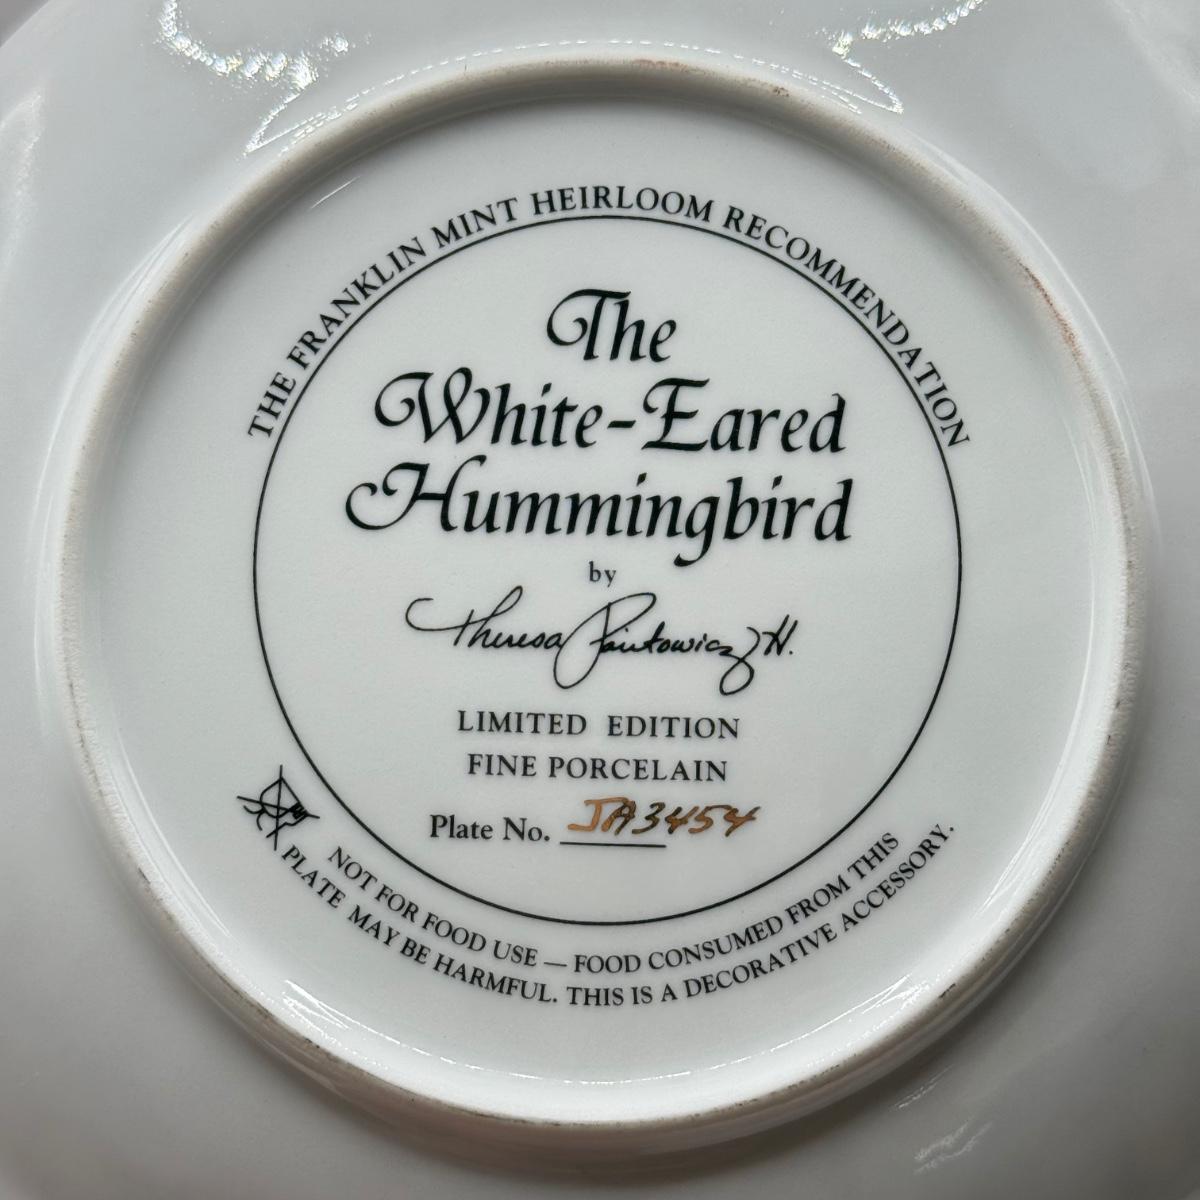 THE FRANKLIN MINT HEIRLOOM RECOMMENDATION
The
White-Eared
Hummingbird
by
Theresa Paintowicz H.
LIMITED EDITION
FINE PORCELAIN
Plate No. JA3454
NOT FOR FOOD USE — FOOD CONSUMED FROM THIS
PLATE MAY BE HARMFUL. THIS IS A DECORATIVE ACCESSORY.